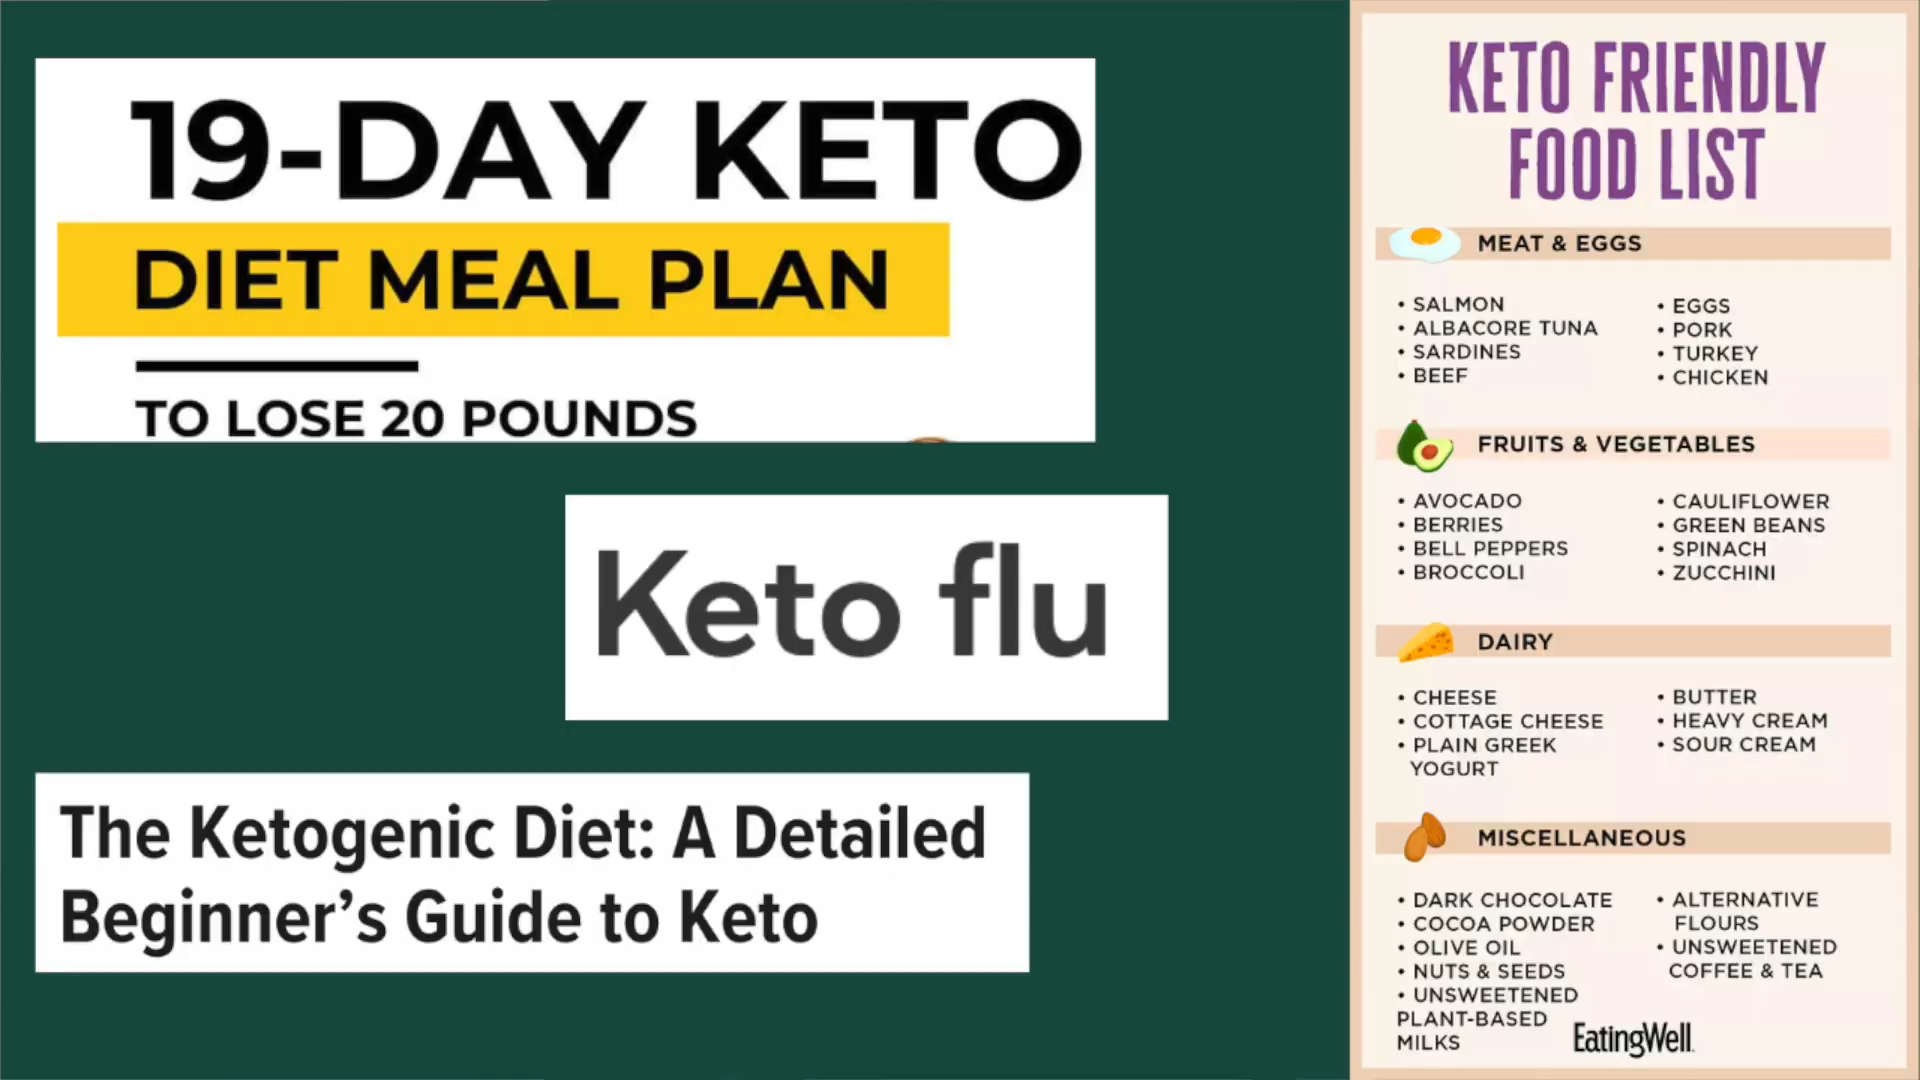 19-DAY KETO
DIET MEAL PLAN
TO LOSE 20 POUNDS
Keto flu
The Ketogenic Diet: A Detailed
Beginner's Guide to Keto
KETO FRIENDLY
FOOD LIST
MEAT & EGGS
• SALMON
• ALBACORE TUNA
• SARDINES
• BEEF
• EGGS
• PORK
• TURKEY
• CHICKEN
FRUITS & VEGETABLES
• AVOCADO
• BERRIES
• BELL PEPPERS
• BROCCOLI
• CAULIFLOWER
• GREEN BEANS
• SPINACH
• ZUCCHINI
DAIRY
• CHEESE
• COTTAGE CHEESE
• PLAIN GREEK
YOGURT
• BUTTER
• HEAVY CREAM
• SOUR CREAM
MISCELLANEOUS
• DARK CHOCOLATE
• COCOA POWDER
• OLIVE OIL
• NUTS & SEEDS
• UNSWEETENED
PLANT-BASED
MILKS
• ALTERNATIVE
FLOURS
• UNSWEETENED
COFFEE & TEA
EatingWell